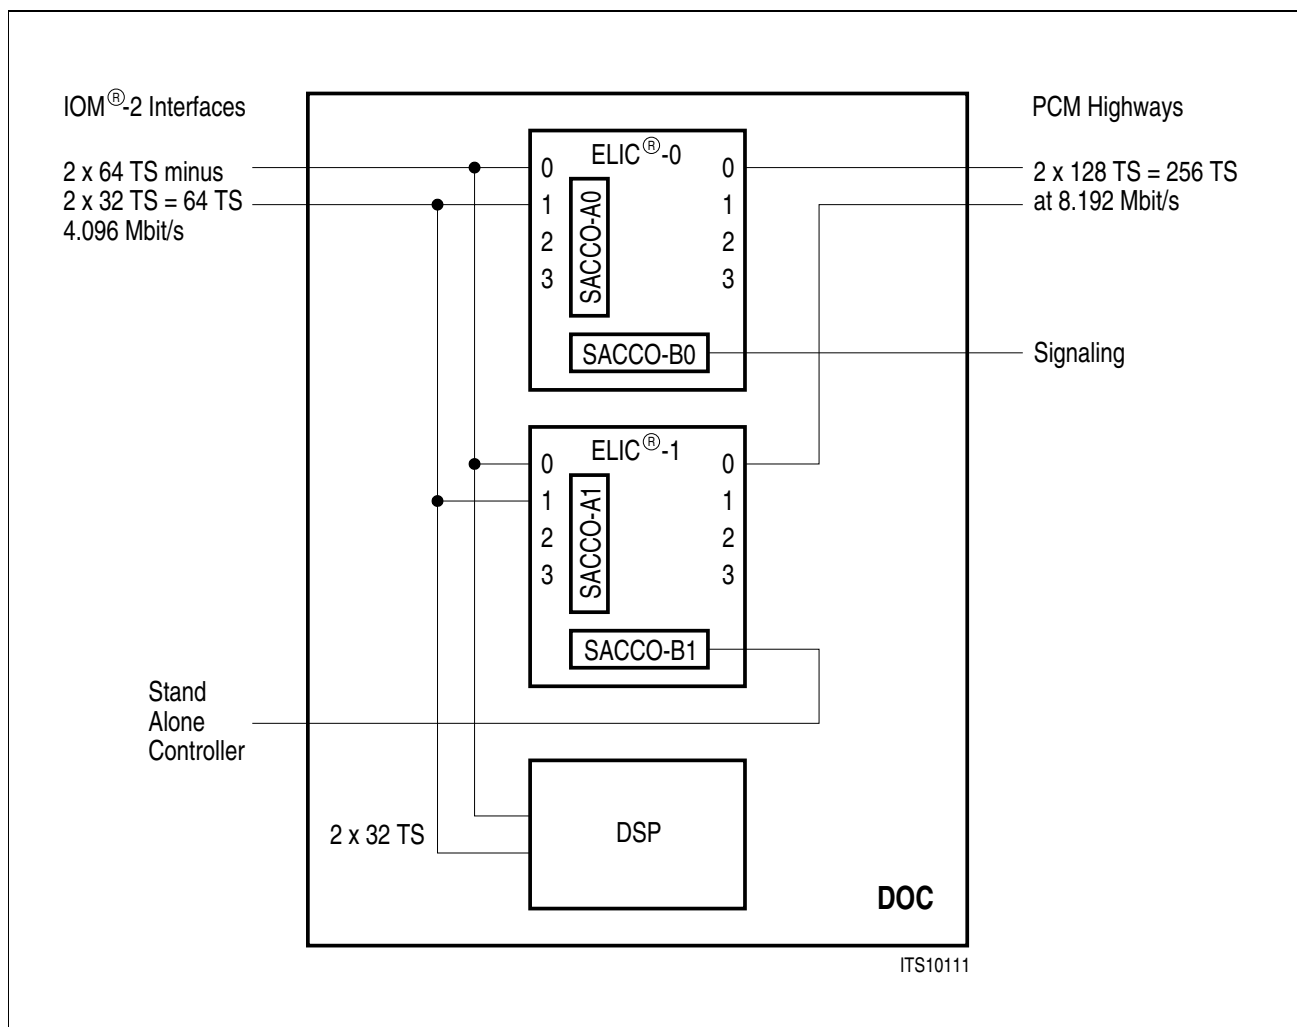 IOM®-2 Interfaces
2 x 64 TS minus
2 x 32 TS = 64 TS
4.096 Mbit/s
PCM Highways
2 x 128 TS = 256 TS
at 8.192 Mbit/s
Signaling
ELIC®-0
0
1
2
3
SACCO-A0
0
1
2
3
SACCO-B0
ELIC®-1
0
1
2
3
SACCO-A1
0
1
2
3
SACCO-B1
Stand
Alone
Controller
2 x 32 TS
DSP
DOC
ITS10111